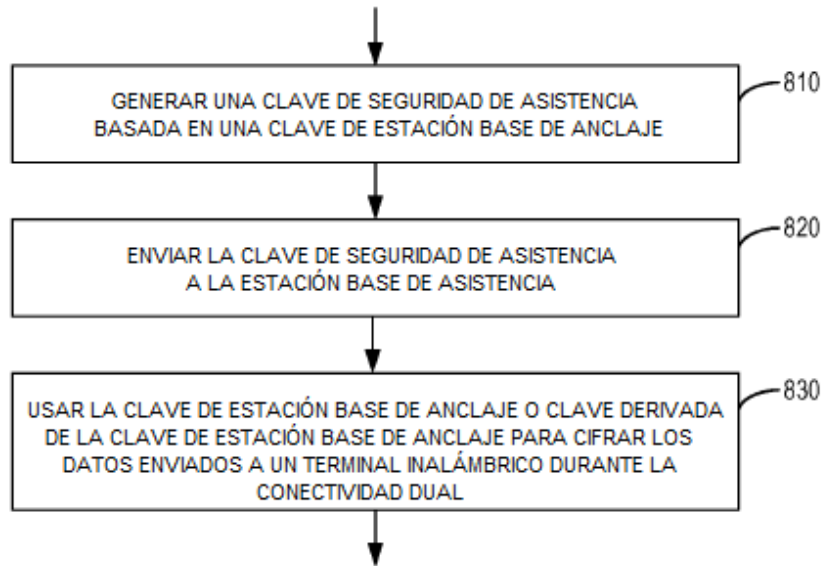 810
GENERAR UNA CLAVE DE SEGURIDAD DE ASISTENCIA
BASADA EN UNA CLAVE DE ESTACIÓN BASE DE ANCLAJE
820
ENVIAR LA CLAVE DE SEGURIDAD DE ASISTENCIA
A LA ESTACIÓN BASE DE ASISTENCIA
830
USAR LA CLAVE DE ESTACIÓN BASE DE ANCLAJE O CLAVE DERIVADA
DE LA CLAVE DE ESTACIÓN BASE DE ANCLAJE PARA CIFRAR LOS
DATOS ENVIADOS A UN TERMINAL INALÁMBRICO DURANTE LA
CONECTIVIDAD DUAL